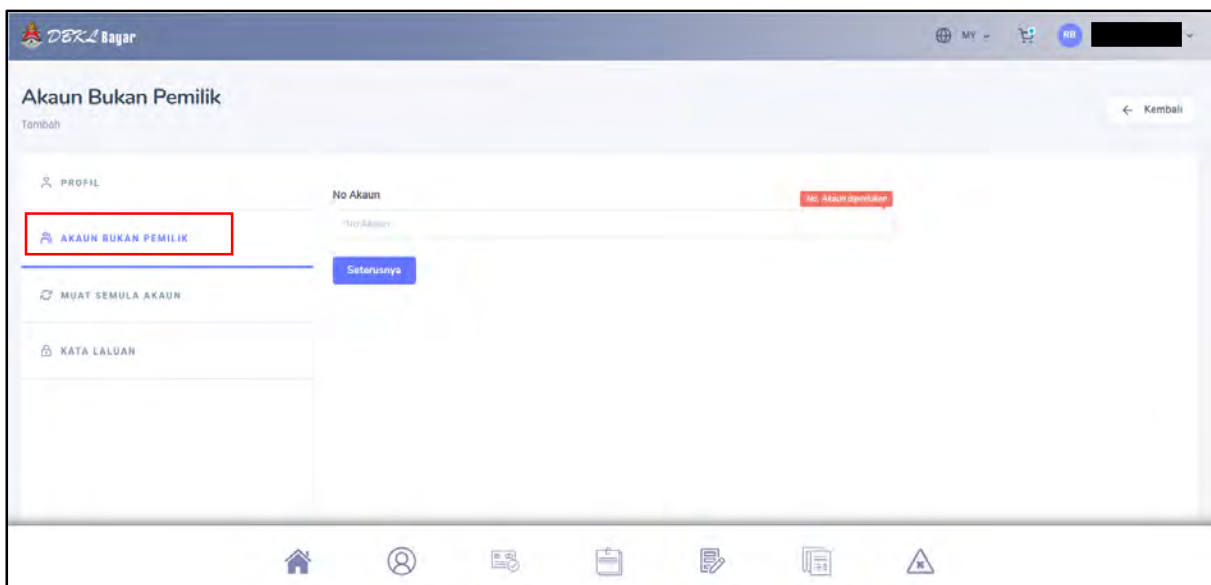 DBKL Bayar
MY
RB
Akaun Bukan Pemilik
Tambah
← Kembali
PROFIL
AKAUN BUKAN PEMILIK
MUAT SEMULA AKAUN
KATA LALUAN
No Akaun
No. Akaun diperlukan
No Akaun
Seterusnya